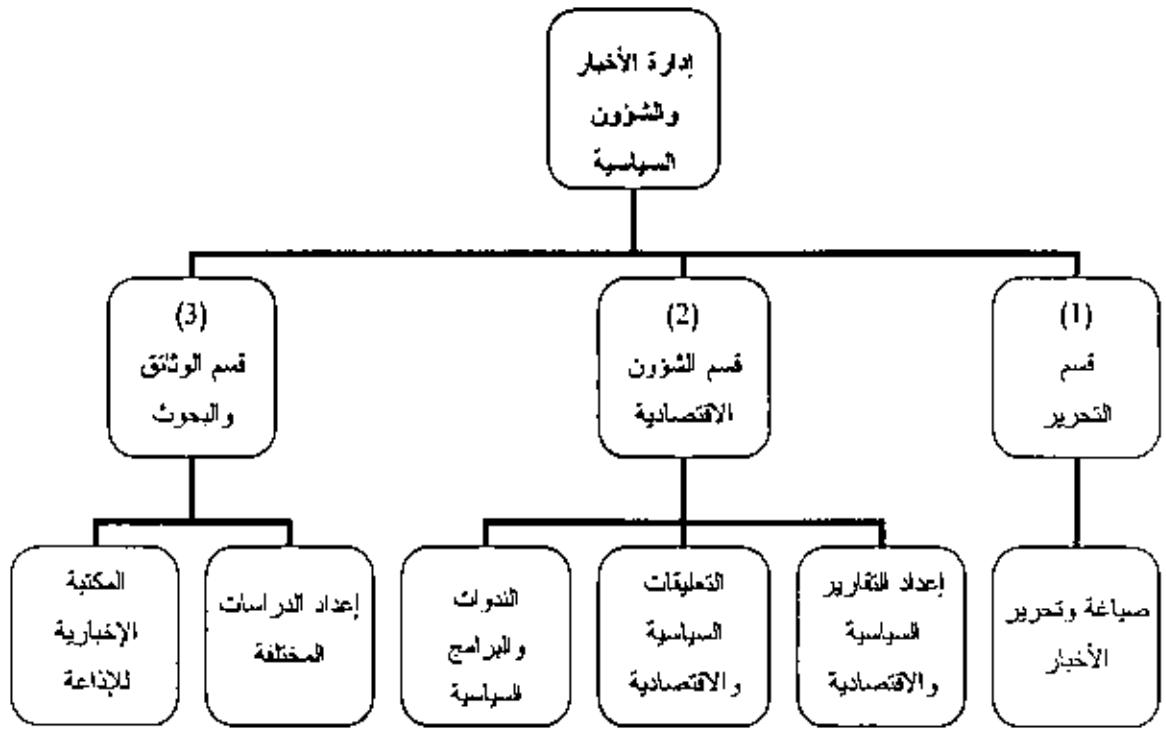 إدارة الأخبار
والشؤون
السياسية
(1)
قسم
التحرير
(2)
قسم الشؤون
الاقتصادية
(3)
قسم الوثائق
والبحوث
صياغة وتحرير
الأخبار
إعداد التقارير
السياسية
والاقتصادية
التعليقات
السياسية
والاقتصادية
الندوات
والبرامج
السياسية
إعداد الدراسات
المختلفة
المكتبة
الإخبارية
للإذاعة